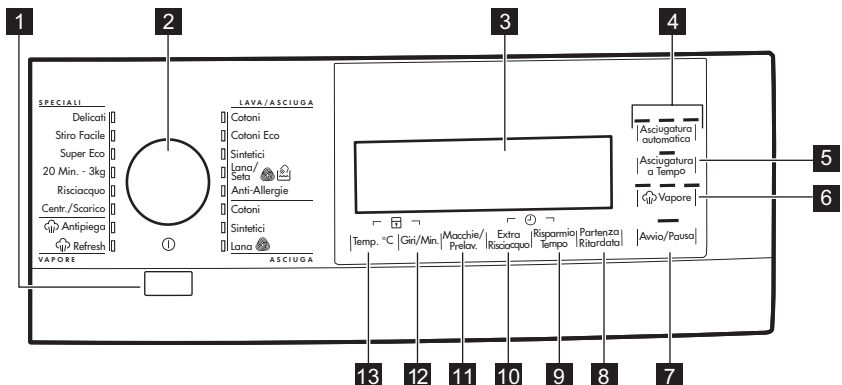 1
2
3
4
SPECIALI
Delicati
Stiro Facile
Super Eco
20 Min. - 3kg
Risciacquo
Centr./Scarico
Antipiega
Refresh
VAPORE
LAVA/ASCIUGA
Cotoni
Cotoni Eco
Sintetici
Lana/
Seta
Anti-Allergie
Cotoni
Sintetici
Lana
ASCIUGA
Asciugatura
automatica
Asciugatura
a Tempo
5
Vapore
6
Temp. °C
Giri/Min.
Macchie/
Prelav.
Extra
Risciacquo
Risparmio
Tempo
Partenza
Ritardata
Avvio/Pausa
13
12
11
10
9
8
7